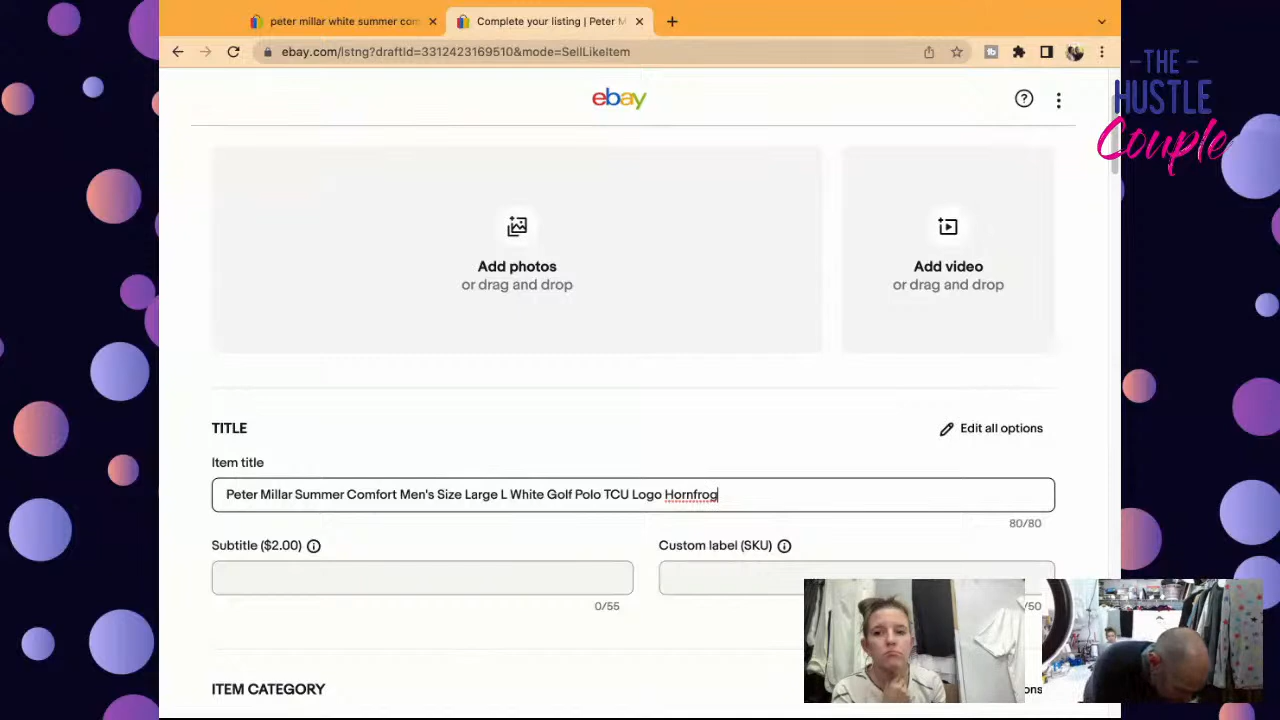 peter millar white summer com
Complete your listing | Peter M
ebay.com/lstng?draftId=3312423169510&mode=SellLikeItem
-THE-
HUSTLE
Couple
ebay
Add photos
or drag and drop
Add video
or drag and drop
TITLE
Edit all options
Item title
Peter Millar Summer Comfort Men's Size Large L White Golf Polo TCU Logo Hornfrog
80/80
Subtitle ($2.00)
Custom label (SKU)
0/55
/50
ITEM CATEGORY
ons